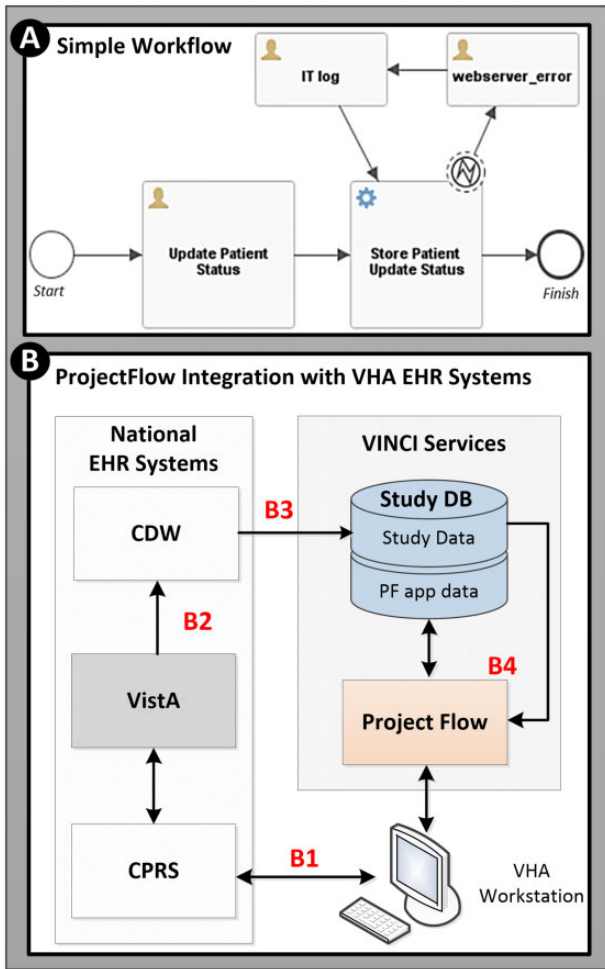 A
Simple Workflow
IT log
webserver_error
Update Patient
Status
Store Patient
Update Status
Start
Finish
B
ProjectFlow Integration with VHA EHR Systems
National
EHR Systems
VINCI Services
CDW
B3
Study DB
Study Data
PF app data
B2
VistA
B4
Project Flow
CPRS
B1
VHA
Workstation